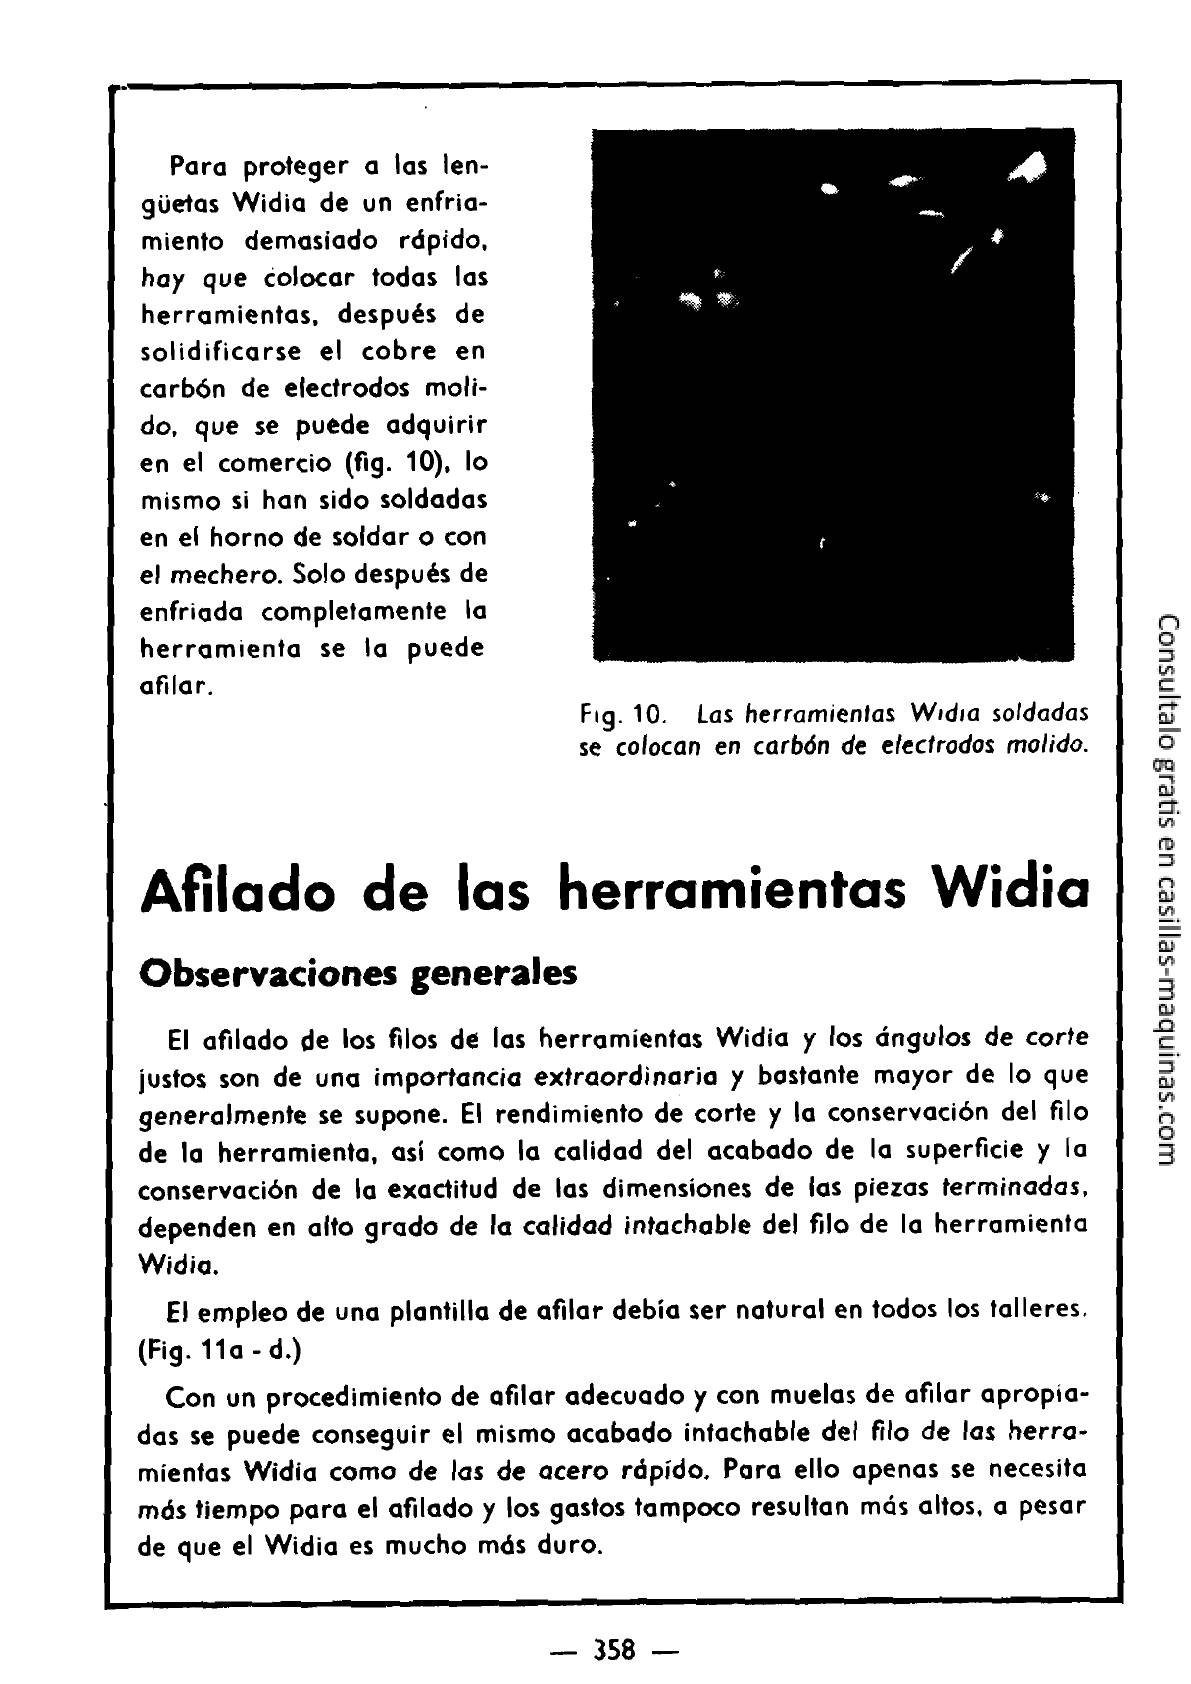 Para proteger a las len-
güetas Widia de un enfria-
miento demasiado rápido,
hay que colocar todas las
herramientas, después de
solidificarse el cobre en
carbón de electrodos moli-
do, que se puede adquirir
en el comercio (fig. 10), lo
mismo si han sido soldadas
en el horno de soldar o con
el mechero. Solo después de
enfriada completamente la
herramienta se la puede
afilar.
Fig. 10. Las herramientas Widia soldadas
se colocan en carbón de electrodos molido.
Afilado de las herramientas Widia
Observaciones generales
El afilado de los filos de las herramientas Widia y los ángulos de corte
justos son de una importancia extraordinaria y bastante mayor de lo que
generalmente se supone. El rendimiento de corte y la conservación del filo
de la herramienta, así como la calidad del acabado de la superficie y la
conservación de la exactitud de las dimensiones de las piezas terminadas,
dependen en alto grado de la calidad intachable del filo de la herramienta
Widia.
El empleo de una plantilla de afilar debía ser natural en todos los talleres.
(Fig. 11a - d.)
Con un procedimiento de afilar adecuado y con muelas de afilar apropia-
das se puede conseguir el mismo acabado intachable del filo de las herra-
mientas Widia como de las de acero rápido. Para ello apenas se necesita
más tiempo para el afilado y los gastos tampoco resultan más altos, a pesar
de que el Widia es mucho más duro.
— 358 —
Consultalo gratis en casillas-maquinas.com